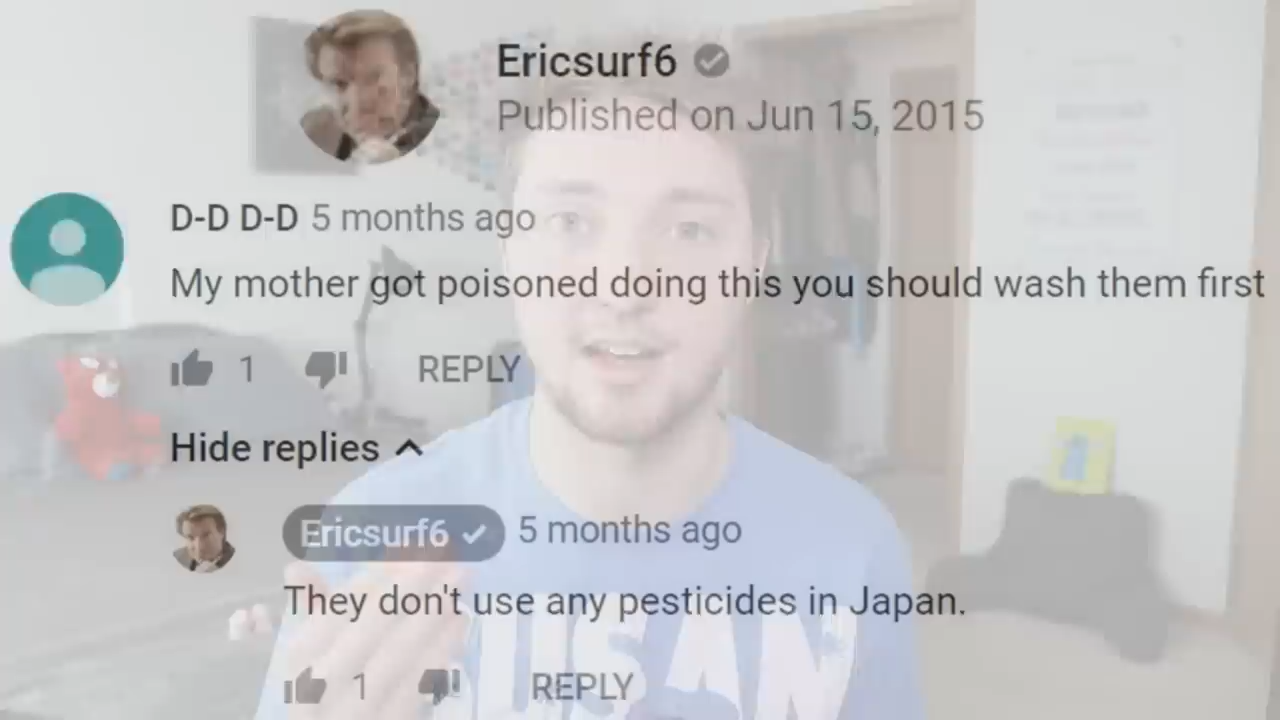 Ericsurf6
Published on Jun 15, 2015
D-D D-D 5 months ago
My mother got poisoned doing this you should wash them first
1 REPLY
Hide replies
Ericsurf6 5 months ago
They don't use any pesticides in Japan.
1 REPLY